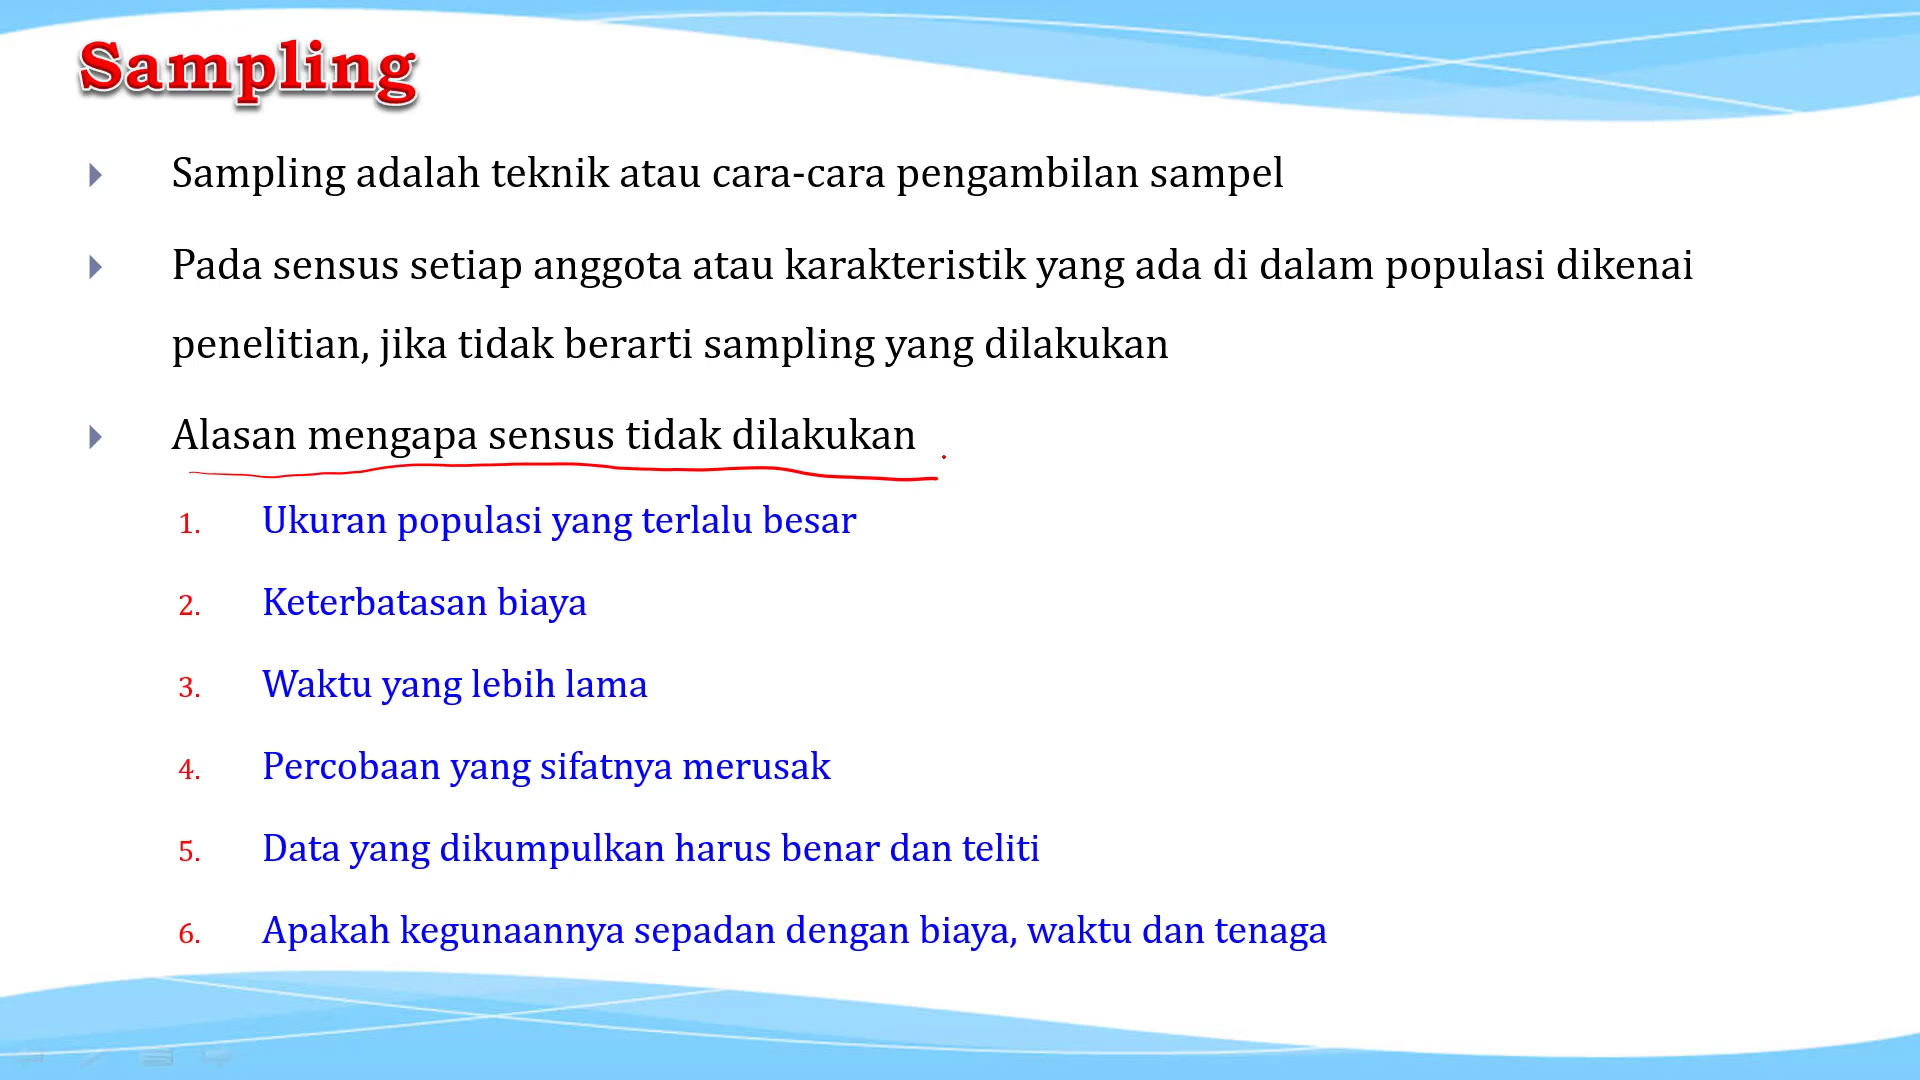 Sampling
Sampling adalah teknik atau cara-cara pengambilan sampel
Pada sensus setiap anggota atau karakteristik yang ada di dalam populasi dikenai
penelitian, jika tidak berarti sampling yang dilakukan
Alasan mengapa sensus tidak dilakukan
1. Ukuran populasi yang terlalu besar
2. Keterbatasan biaya
3. Waktu yang lebih lama
4. Percobaan yang sifatnya merusak
5. Data yang dikumpulkan harus benar dan teliti
6. Apakah kegunaannya sepadan dengan biaya, waktu dan tenaga